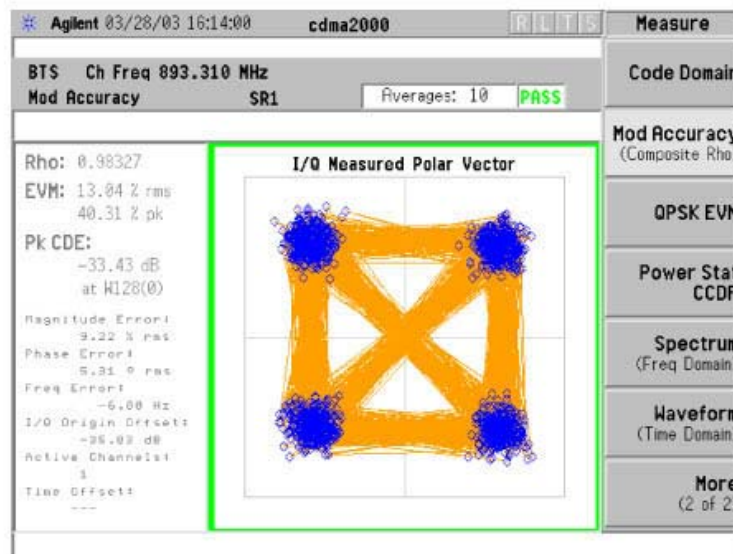 Agilent 03/28/03 16:14:00 cdma2000 R L T S
Measure
BTS Ch Freq 893.310 MHz
Mod Accuracy SR1 Averages: 10 PASS
Rho: 0.98327
EVM: 13.04 % rms
40.31 % pk
Pk CDE:
-33.43 dB
at W128(0)
Magnitude Error:
9.22 % rms
Phase Error:
5.31 º rms
Freq Error:
-6.80 Hz
I/Q Origin Offset:
dB
Active Channels:
Time Offset:
---
I/Q Measured Polar Vector
Code Domain
Mod Accuracy
(Composite Rho
QPSK EVM
Power Stat
CCDF
Spectrum
(Freq Domain
Waveform
(Time Domain
More
(2 of 2